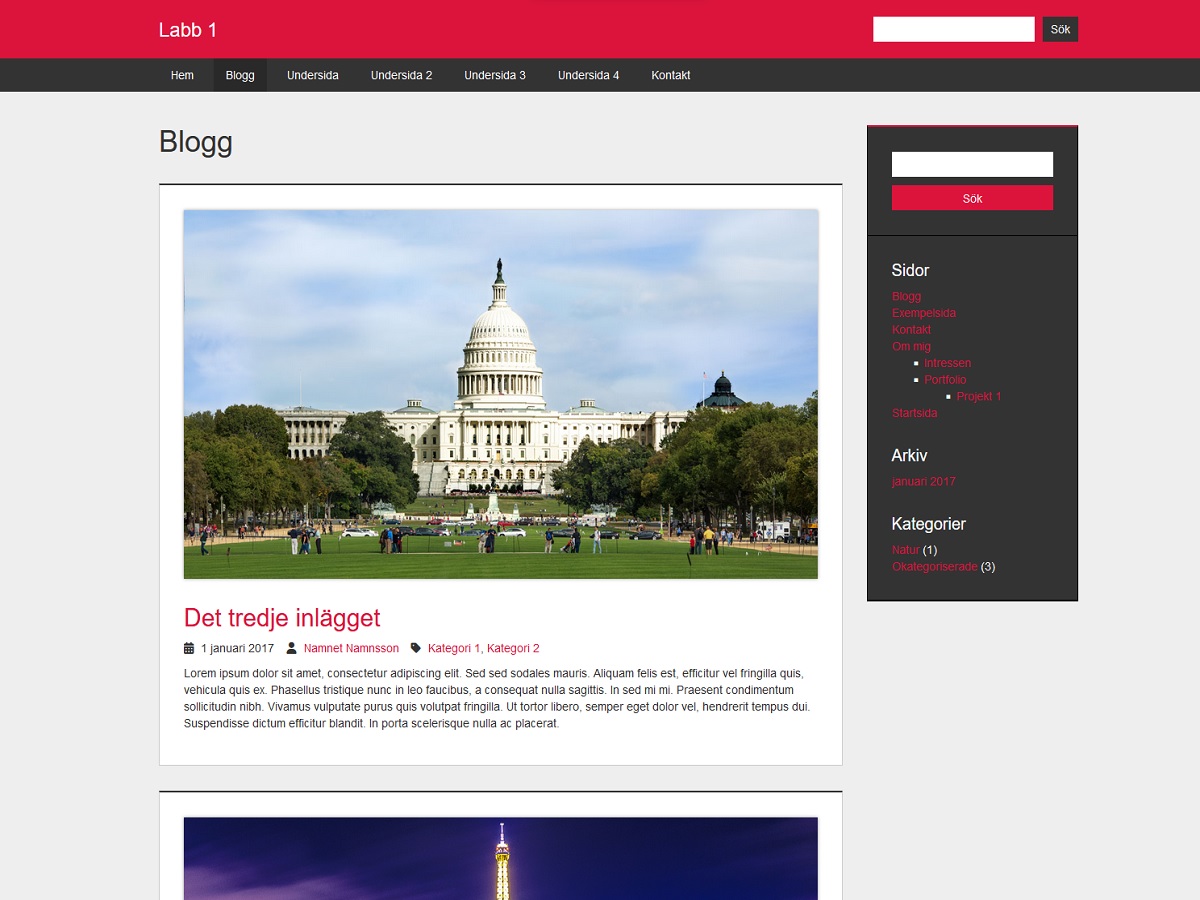 Labb 1
Sök
Hem Blogg Undersida Undersida 2 Undersida 3 Undersida 4 Kontakt
Blogg
Det tredje inlägget
1 januari 2017 Namnet Namnsson Kategori 1, Kategori 2
Lorem ipsum dolor sit amet, consectetur adipiscing elit. Sed sed sodales mauris. Aliquam felis est, efficitur vel fringilla quis,
vehicula quis ex. Phasellus tristique nunc in leo faucibus, a consequat nulla sagittis. In sed mi mi. Praesent condimentum
sollicitudin nibh. Vivamus vulputate purus quis volutpat fringilla. Ut tortor libero, semper eget dolor vel, hendrerit tempus dui.
Suspendisse dictum efficitur blandit. In porta scelerisque nulla ac placerat.
Sök
Sidor
Blogg
Exempelsida
Kontakt
Om mig
Intressen
Portfolio
Projekt 1
Startsida
Arkiv
januari 2017
Kategorier
Natur (1)
Okategoriserade (3)